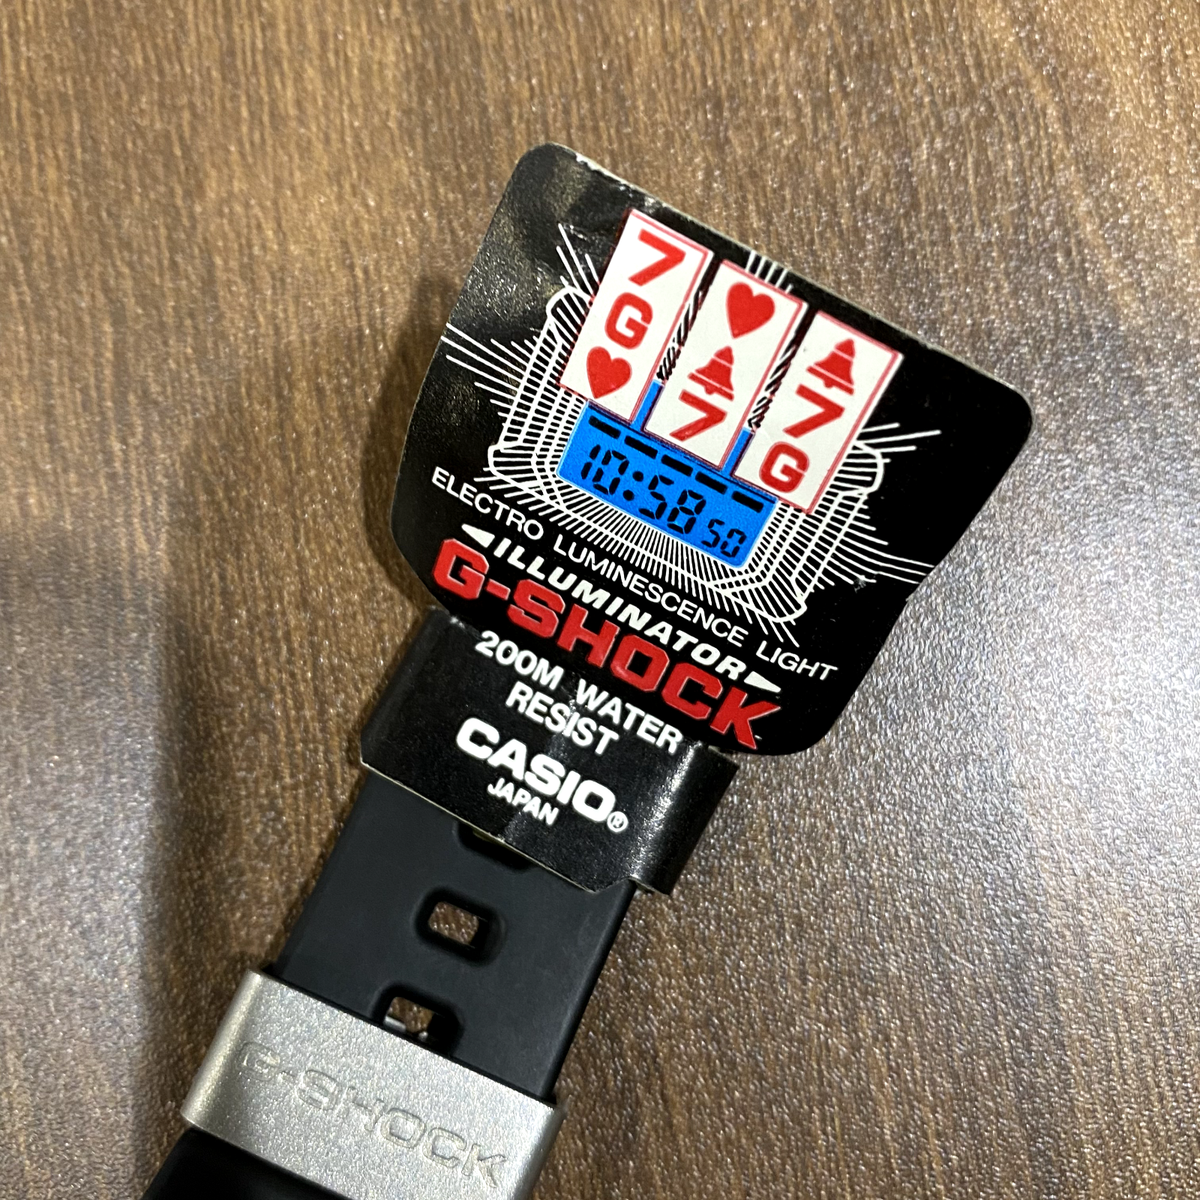 7
G
7
7
G
10:58 50
ELECTRO LUMINESCENCE LIGHT
ILLUMINATOR
G-SHOCK
200M WATER
RESIST
CASIO®
JAPAN
G-SHOCK